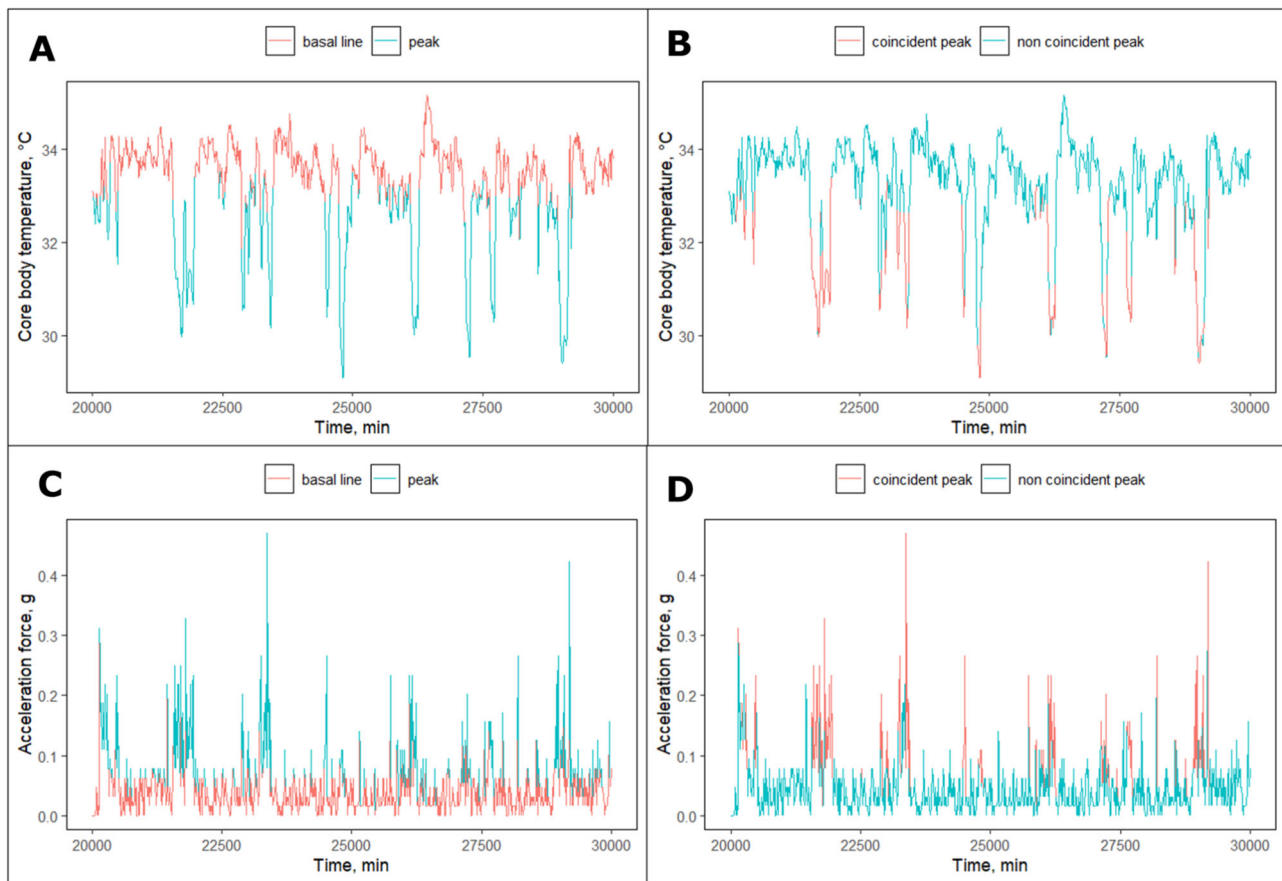 A
basal line peak
34
32
30
Core body temperature, °C
20000 22500 25000 27500 30000
Time, min
B
coincident peak non coincident peak
34
32
30
Core body temperature, °C
20000 22500 25000 27500 30000
Time, min
C
basal line peak
0.4
0.3
0.2
0.1
0.0
Acceleration force, g
20000 22500 25000 27500 30000
Time, min
D
coincident peak non coincident peak
0.4
0.3
0.2
0.1
0.0
Acceleration force, g
20000 22500 25000 27500 30000
Time, min